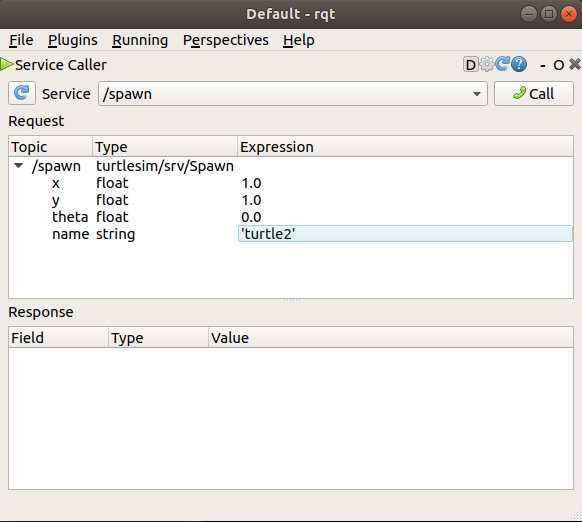 Default - rqt
File Plugins Running Perspectives Help
Service Caller D ? - O
Service /spawn Call
Request
Topic Type Expression
/spawn turtlesim/srv/Spawn
x float 1.0
y float 1.0
theta float 0.0
name string 'turtle2'
Response
Field Type Value